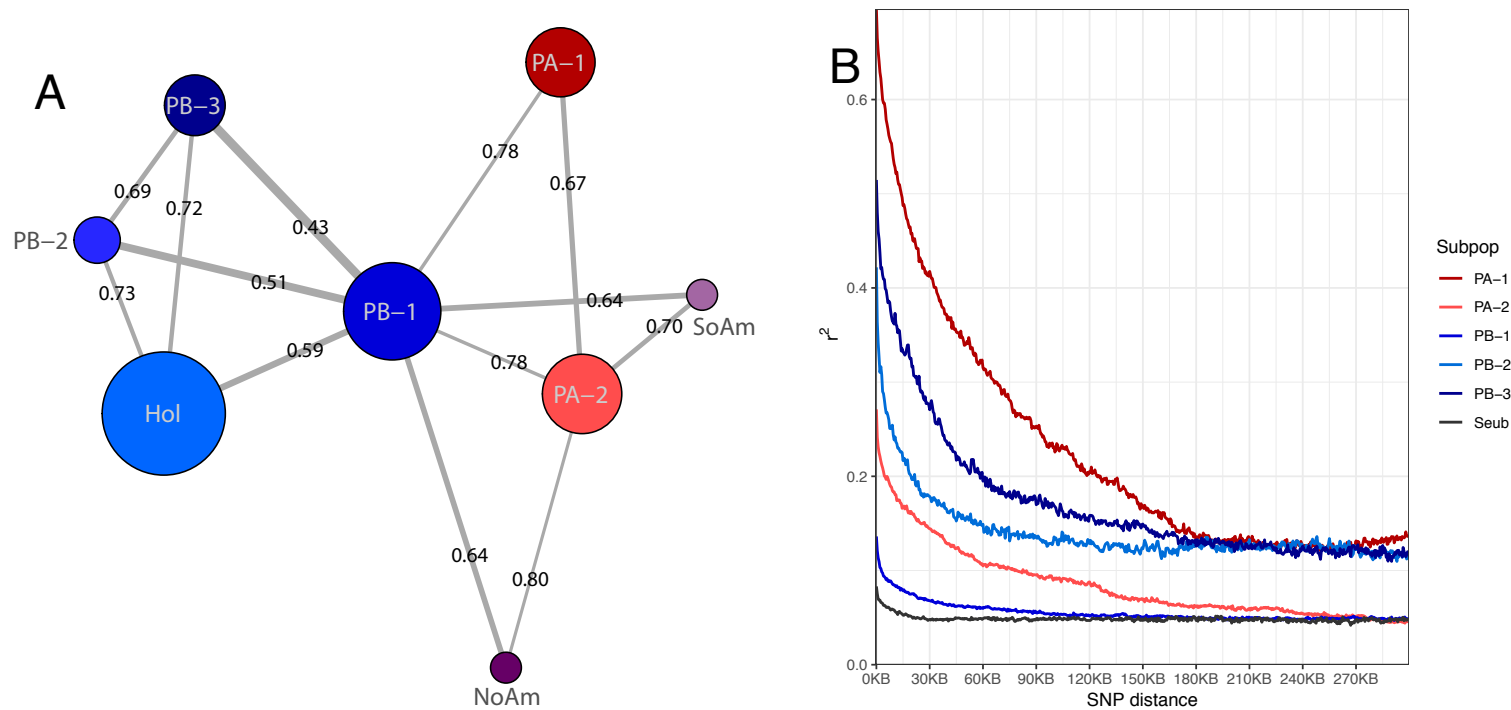 A
PB–3
PA–1
0.78
0.69
0.72
0.67
0.43
PB–2
0.51
0.73
PB–1
0.64
0.70
SoAm
0.59
0.78
PA–2
Hol
0.64
0.80
NoAm
B
0.6
0.4
0.2
0.0
r2
0KB 30KB 60KB 90KB 120KB 150KB 180KB 210KB 240KB 270KB
SNP distance
Subpop
PA–1
PA–2
PB–1
PB–2
PB–3
Seub